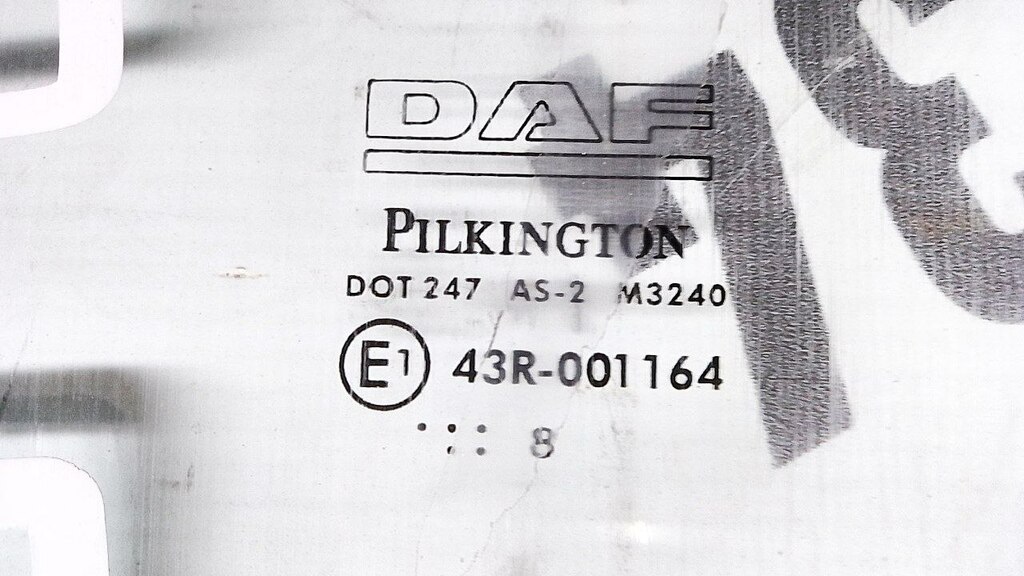 DAF
PILKINGTON
DOT 247 AS-2 M3240
E1 43R-001164
8